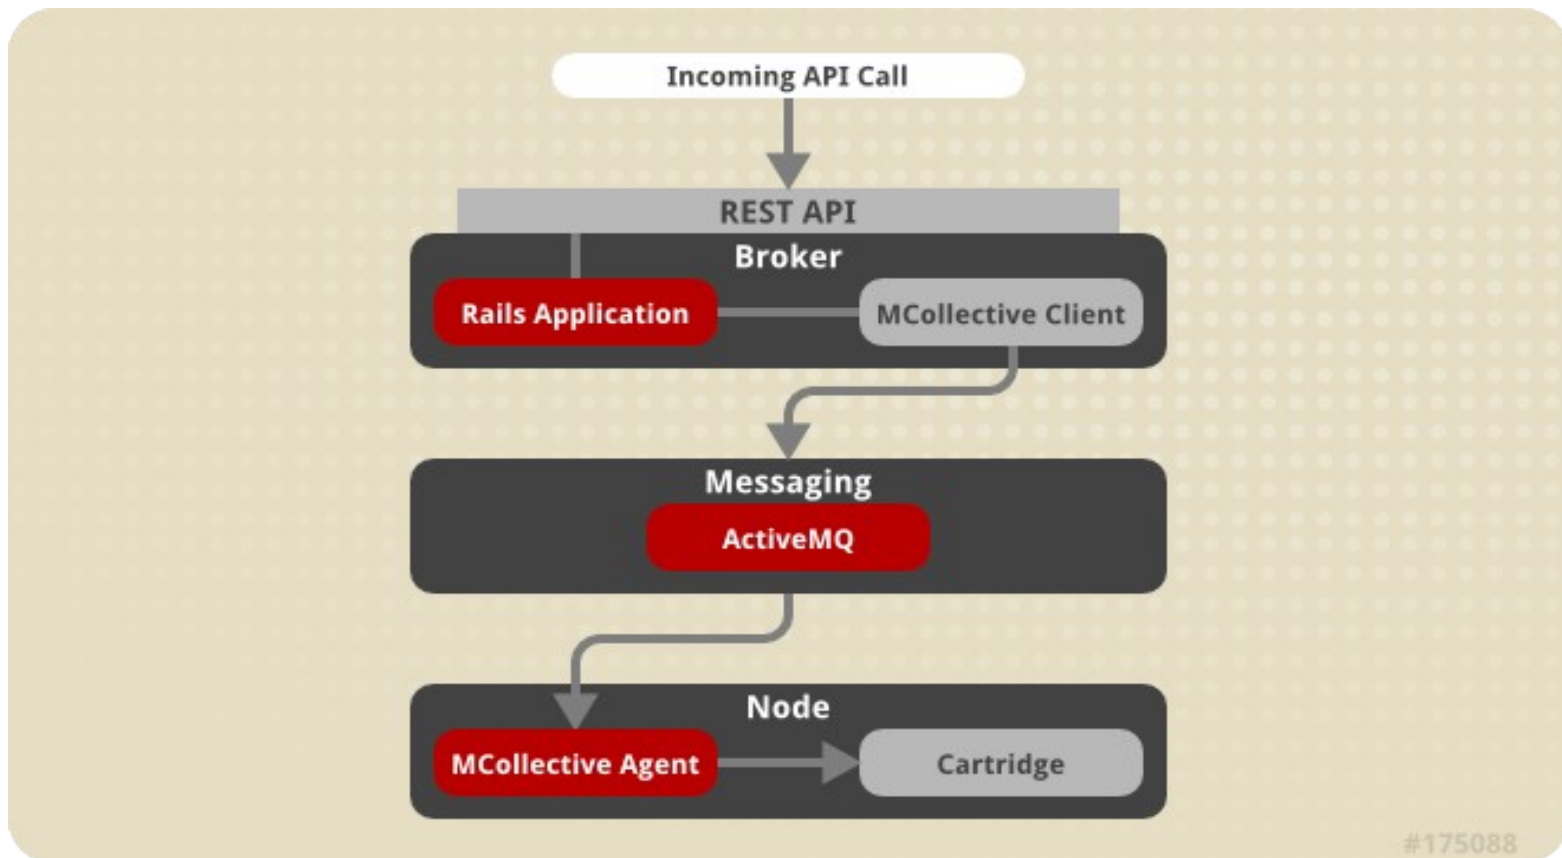 Incoming API Call
REST API
Broker
Rails Application
MCollective Client
Messaging
ActiveMQ
Node
MCollective Agent
Cartridge
#175088